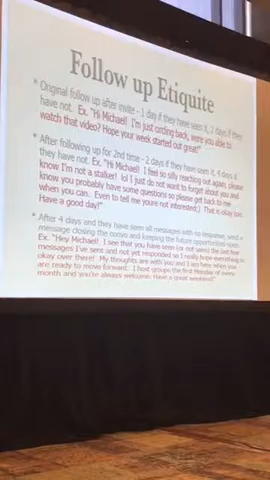 Follow up Etiquite
* Original follow up after invite - 1 day if they have seen it, 2 days if they
have not. Ex. "Hi Michael! I'm just circling back, were you able to
watch that video? Hope your week started out great!"
* After following up for 2nd time - 2 days if they have seen it, 4 days if
they have not. Ex. "Hi Michael! I feel so silly reaching out again, please
know I'm not a stalker! lol I just do not want to forget about you and
know you probably have some questions so please get back to me
when you can. Even to tell me youre not interested:) That is okay too.
Have a good day!"
* After 4 days and they have seen all messages with no response, send a
message closing the convo and keeping the future opportunities open.
Ex. "Hey Michael! I see that you have seen (or not seen) the last few
messages I've sent and not yet responded so I really hope everything is
okay over there! My thoughts are with you and I am here when you
are ready to move forward. I host groups the first Monday of every
month and you're always welcome. Have a great weekend!"